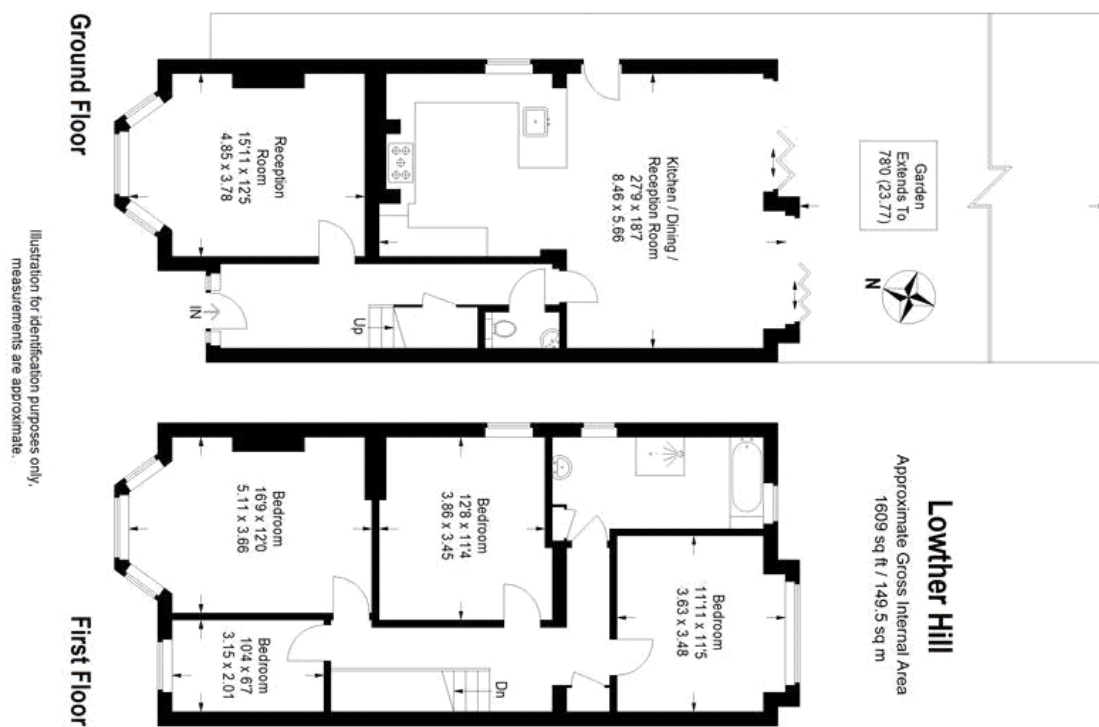 Lowther Hill
Approximate Gross Internal Area
1609 sq ft / 149.5 sq m
Garden
Extends To
78'0 (23.77)
N
Kitchen / Dining /
Reception Room
27'9 x 18'7
8.46 x 5.66
Reception
Room
15'11 x 12'5
4.85 x 3.78
Up
IN
Ground Floor
Bedroom
11'11 x 11'5
3.63 x 3.48
Bedroom
12'8 x 11'4
3.86 x 3.45
Dn
Bedroom
16'9 x 12'0
5.11 x 3.66
Bedroom
10'4 x 6'7
3.15 x 2.01
First Floor
Illustration for identification purposes only,
measurements are approximate.